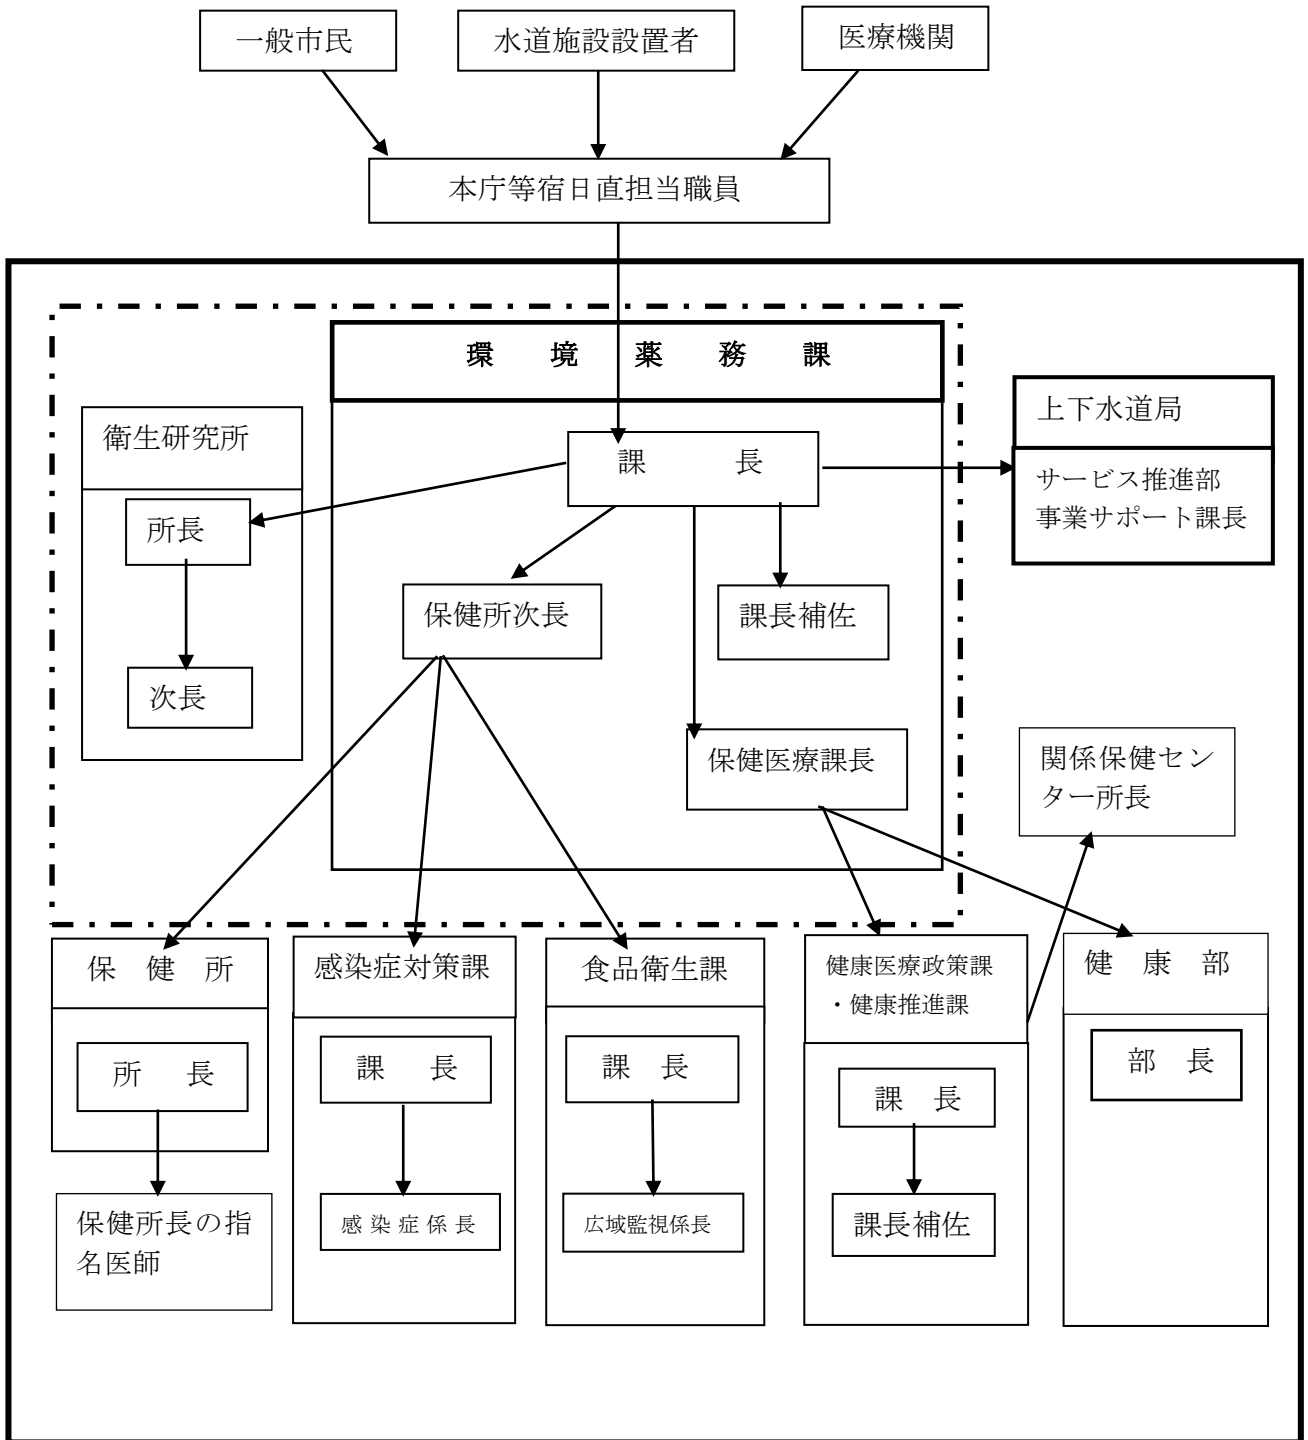 一般市民
水道施設設置者
医療機関
本庁等宿日直担当職員
環　境　薬　務　課
上下水道局
サービス推進部
事業サポート課長
衛生研究所
所長
次長
課　長
保健所次長
課長補佐
保健医療課長
関係保健セン
ター所長
保　健　所
所　長
保健所長の指
名医師
感染症対策課
課　長
感 染 症 係 長
食品衛生課
課　長
広域監視係長
健康医療政策課
・健康推進課
課　長
課長補佐
健　康　部
部　長